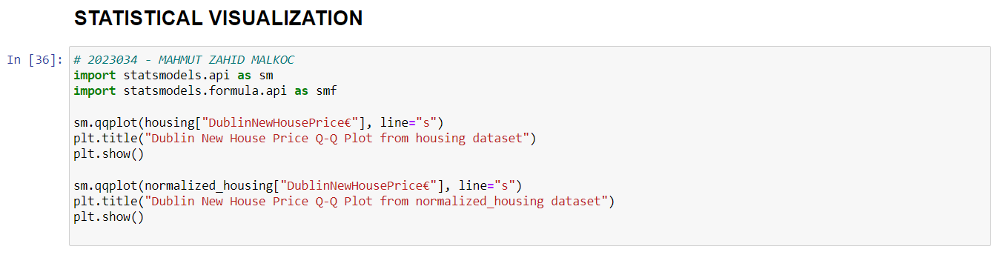 STATISTICAL VISUALIZATION
In [36]: # 2023034 - MAHMUT ZAHID MALKOC
import statsmodels.api as sm
import statsmodels.formula.api as smf
sm.qqplot(housing["DublinNewHousePrice€"], line="s")
plt.title("Dublin New House Price Q-Q Plot from housing dataset")
plt.show()
sm.qqplot(normalized_housing["DublinNewHousePrice€"], line="s")
plt.title("Dublin New House Price Q-Q Plot from normalized_housing dataset")
plt.show()